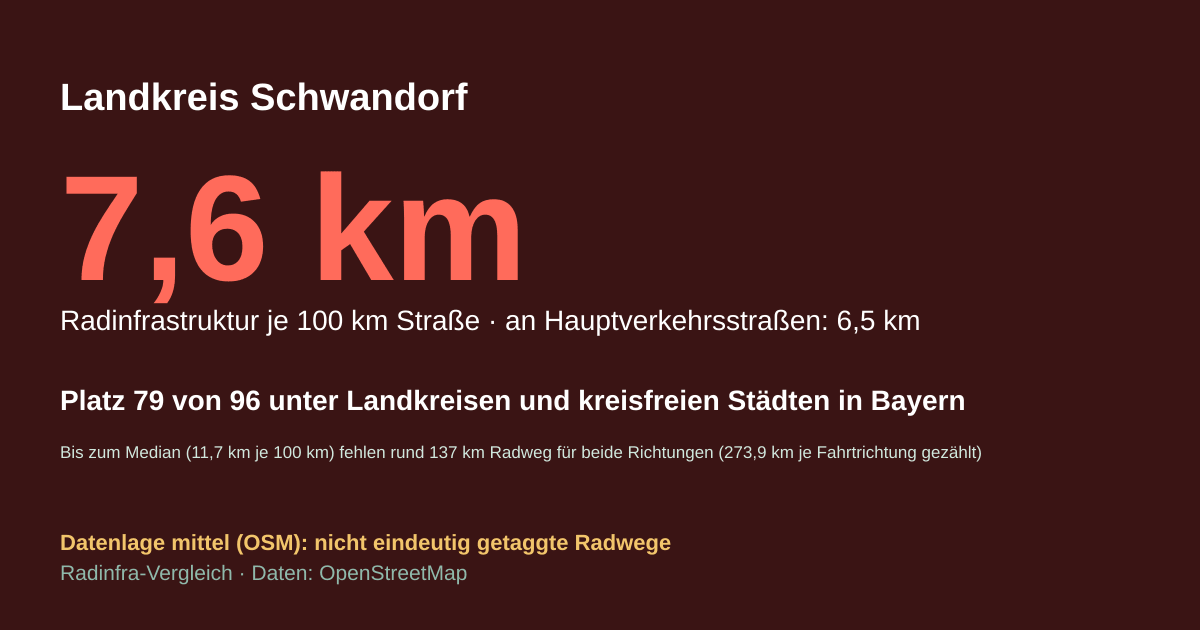 Landkreis Schwandorf
7,6 km
Radinfrastruktur je 100 km Straße · an Hauptverkehrsstraßen: 6,5 km
Platz 79 von 96 unter Landkreisen und kreisfreien Städten in Bayern
Bis zum Median (11,7 km je 100 km) fehlen rund 137 km Radweg für beide Richtungen (273,9 km je Fahrtrichtung gezählt)
Datenlage mittel (OSM): nicht eindeutig getaggte Radwege
Radinfra-Vergleich · Daten: OpenStreetMap